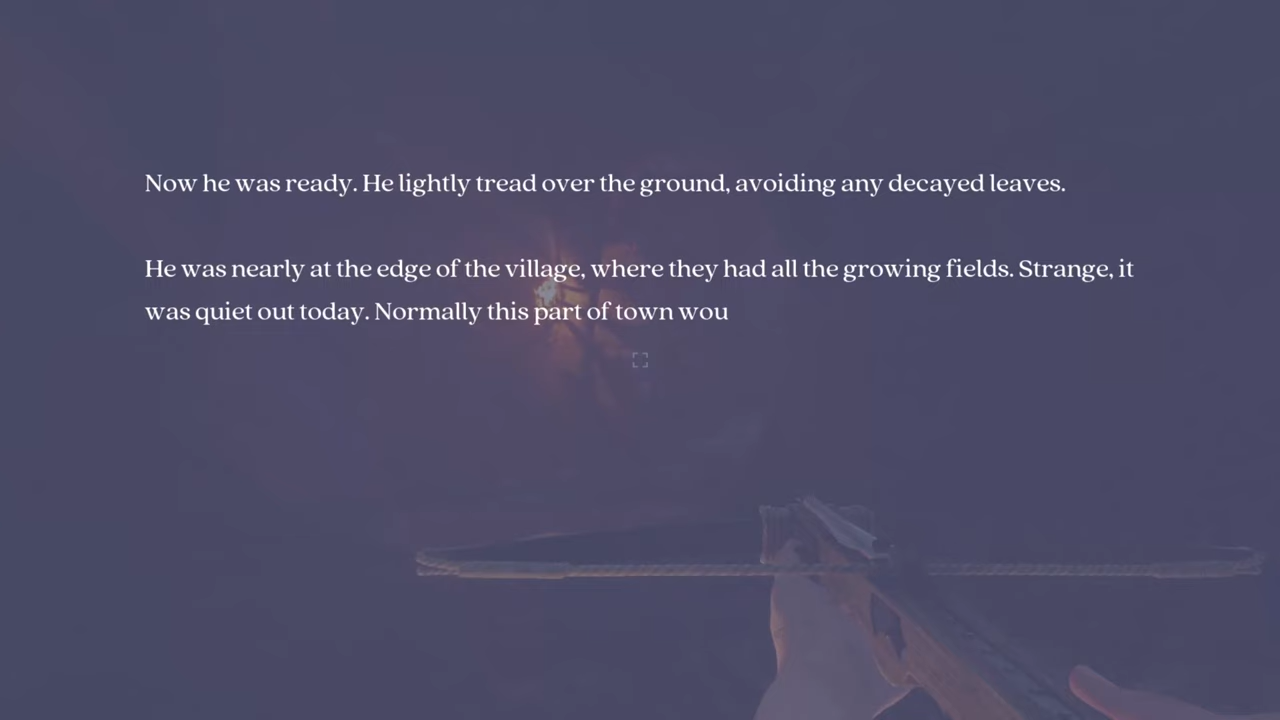 Now he was ready. He lightly tread over the ground, avoiding any decayed leaves.
He was nearly at the edge of the village, where they had all the growing fields. Strange, it
was quiet out today. Normally this part of town wou